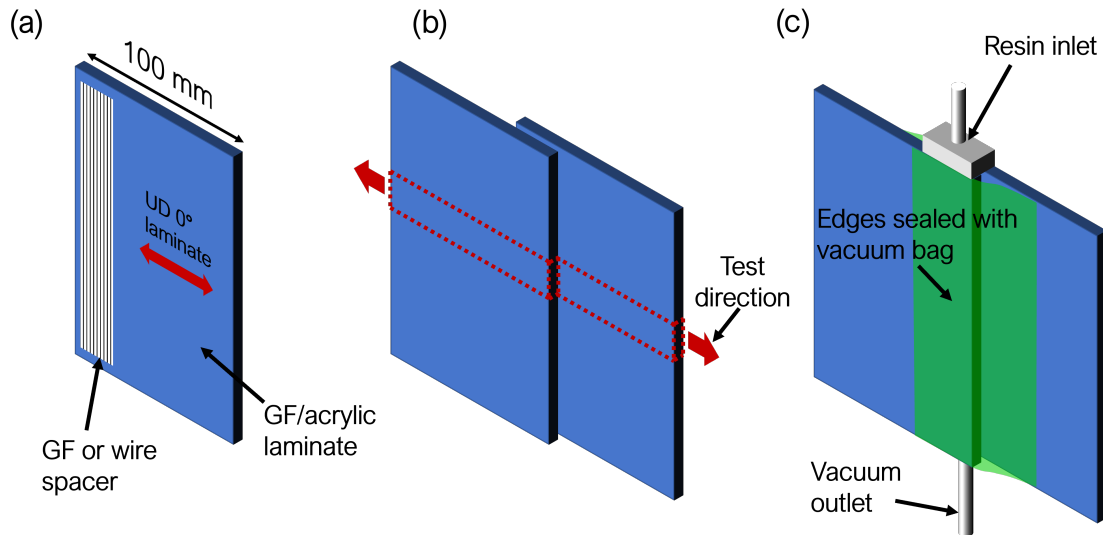 (a)
100 mm
UD 0°
laminate
GF or wire
spacer
GF/acrylic
laminate
(b)
Test
direction
(c)
Resin inlet
Edges sealed with
vacuum bag
Vacuum
outlet